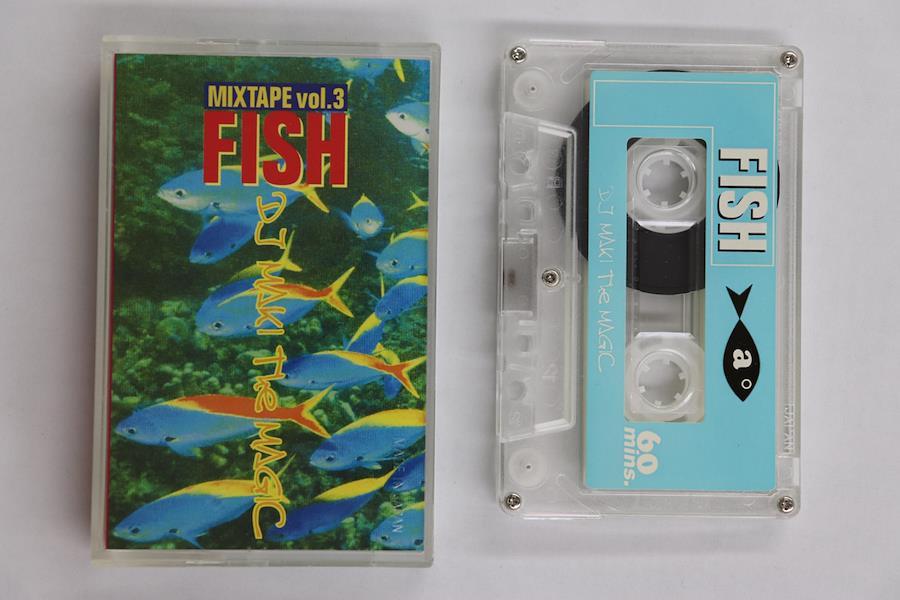 MIXTAPE vol.3
FISH
DJ MAKI The MAGIC
FISH
a
DJ MAKI The MAGIC
60
mins.